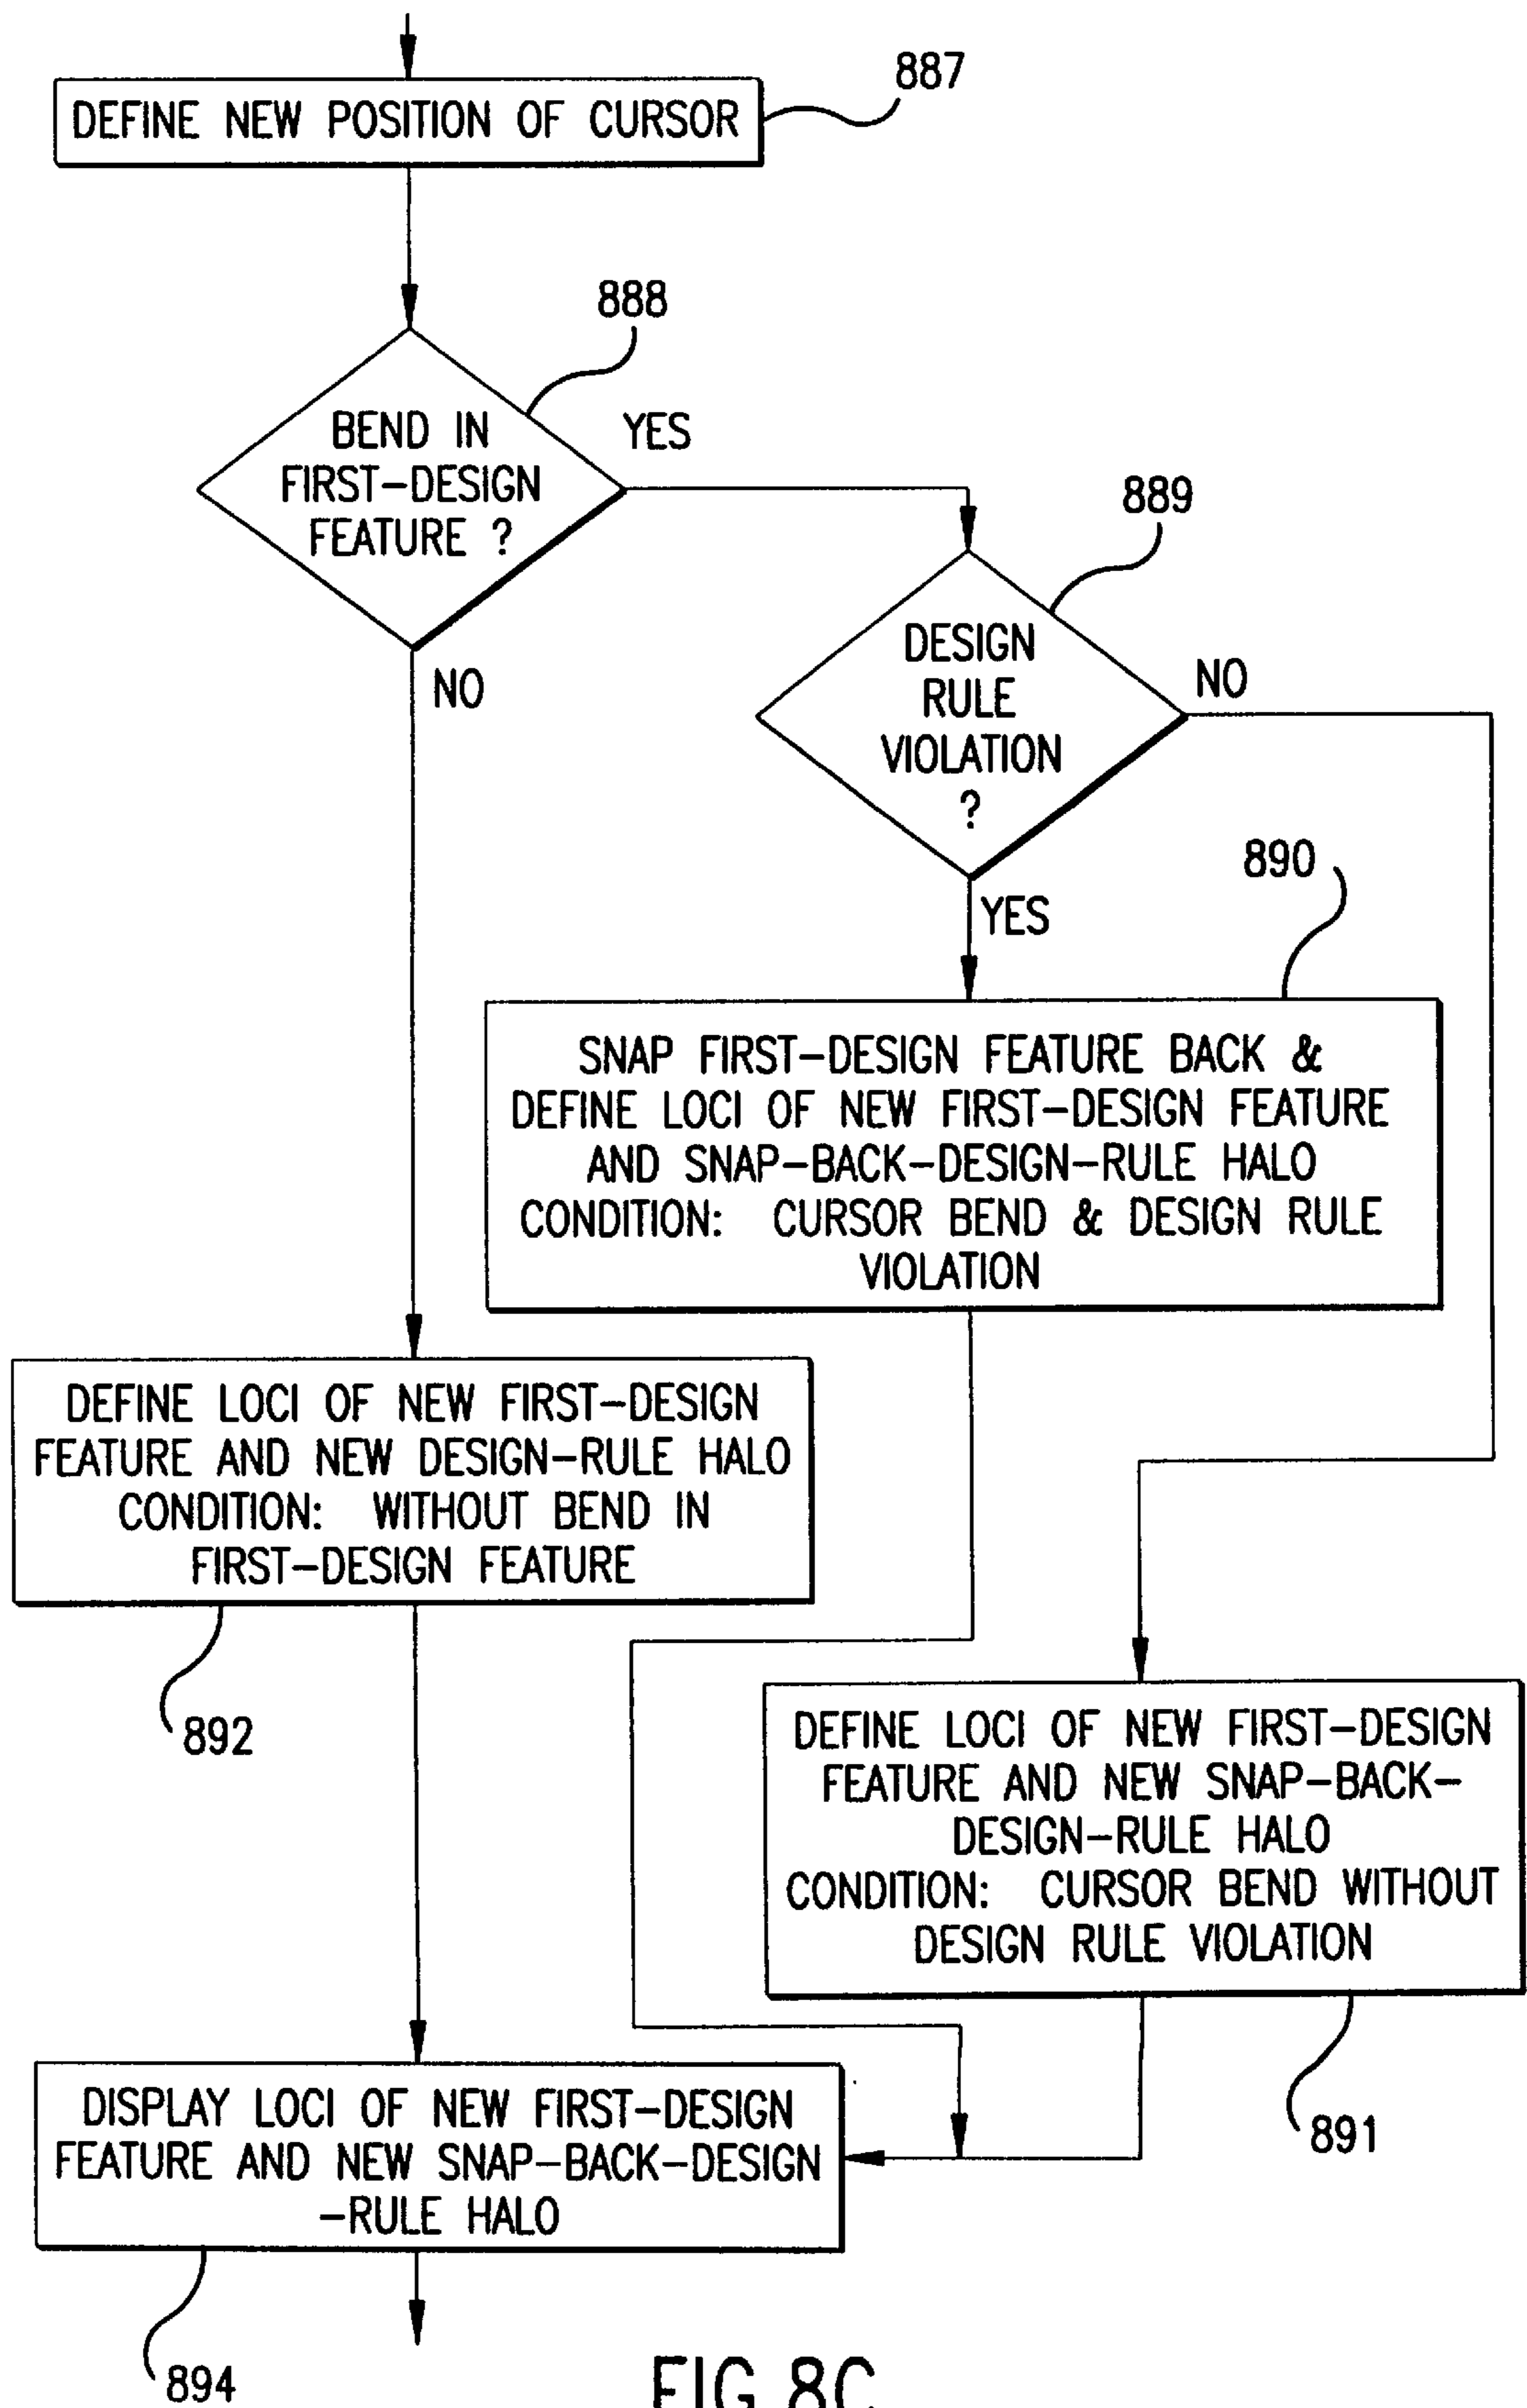 DEFINE NEW POSITION OF CURSOR
887
888
BEND IN
FIRST-DESIGN
FEATURE ?
YES
NO
889
DESIGN
RULE
VIOLATION
?
NO
YES
890
SNAP FIRST-DESIGN FEATURE BACK &
DEFINE LOCI OF NEW FIRST-DESIGN FEATURE
AND SNAP-BACK-DESIGN-RULE HALO
CONDITION: CURSOR BEND & DESIGN RULE
VIOLATION
DEFINE LOCI OF NEW FIRST-DESIGN
FEATURE AND NEW DESIGN-RULE HALO
CONDITION: WITHOUT BEND IN
FIRST-DESIGN FEATURE
892
DEFINE LOCI OF NEW FIRST-DESIGN
FEATURE AND NEW SNAP-BACK-
DESIGN-RULE HALO
CONDITION: CURSOR BEND WITHOUT
DESIGN RULE VIOLATION
891
DISPLAY LOCI OF NEW FIRST-DESIGN
FEATURE AND NEW SNAP-BACK-DESIGN
-RULE HALO
894
FIG.8C